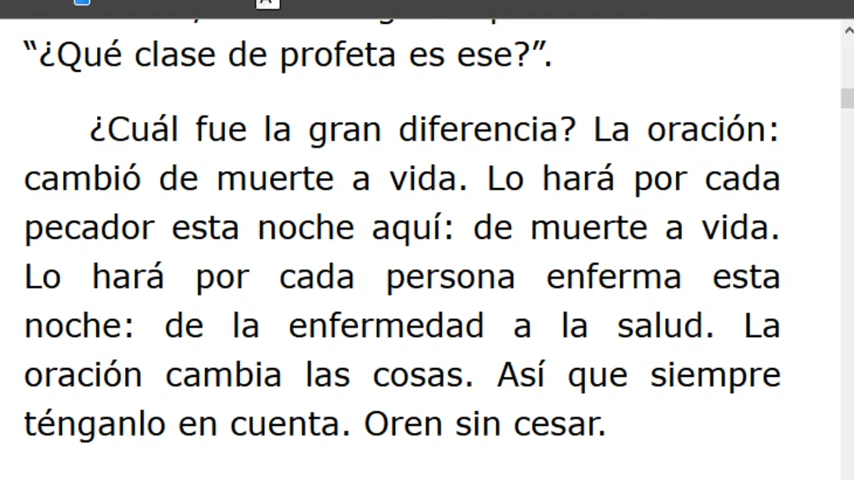 “¿Qué clase de profeta es ese?”.
¿Cuál fue la gran diferencia? La oración:
cambió de muerte a vida. Lo hará por cada
pecador esta noche aquí: de muerte a vida.
Lo hará por cada persona enferma esta
noche: de la enfermedad a la salud. La
oración cambia las cosas. Así que siempre
ténganlo en cuenta. Oren sin cesar.